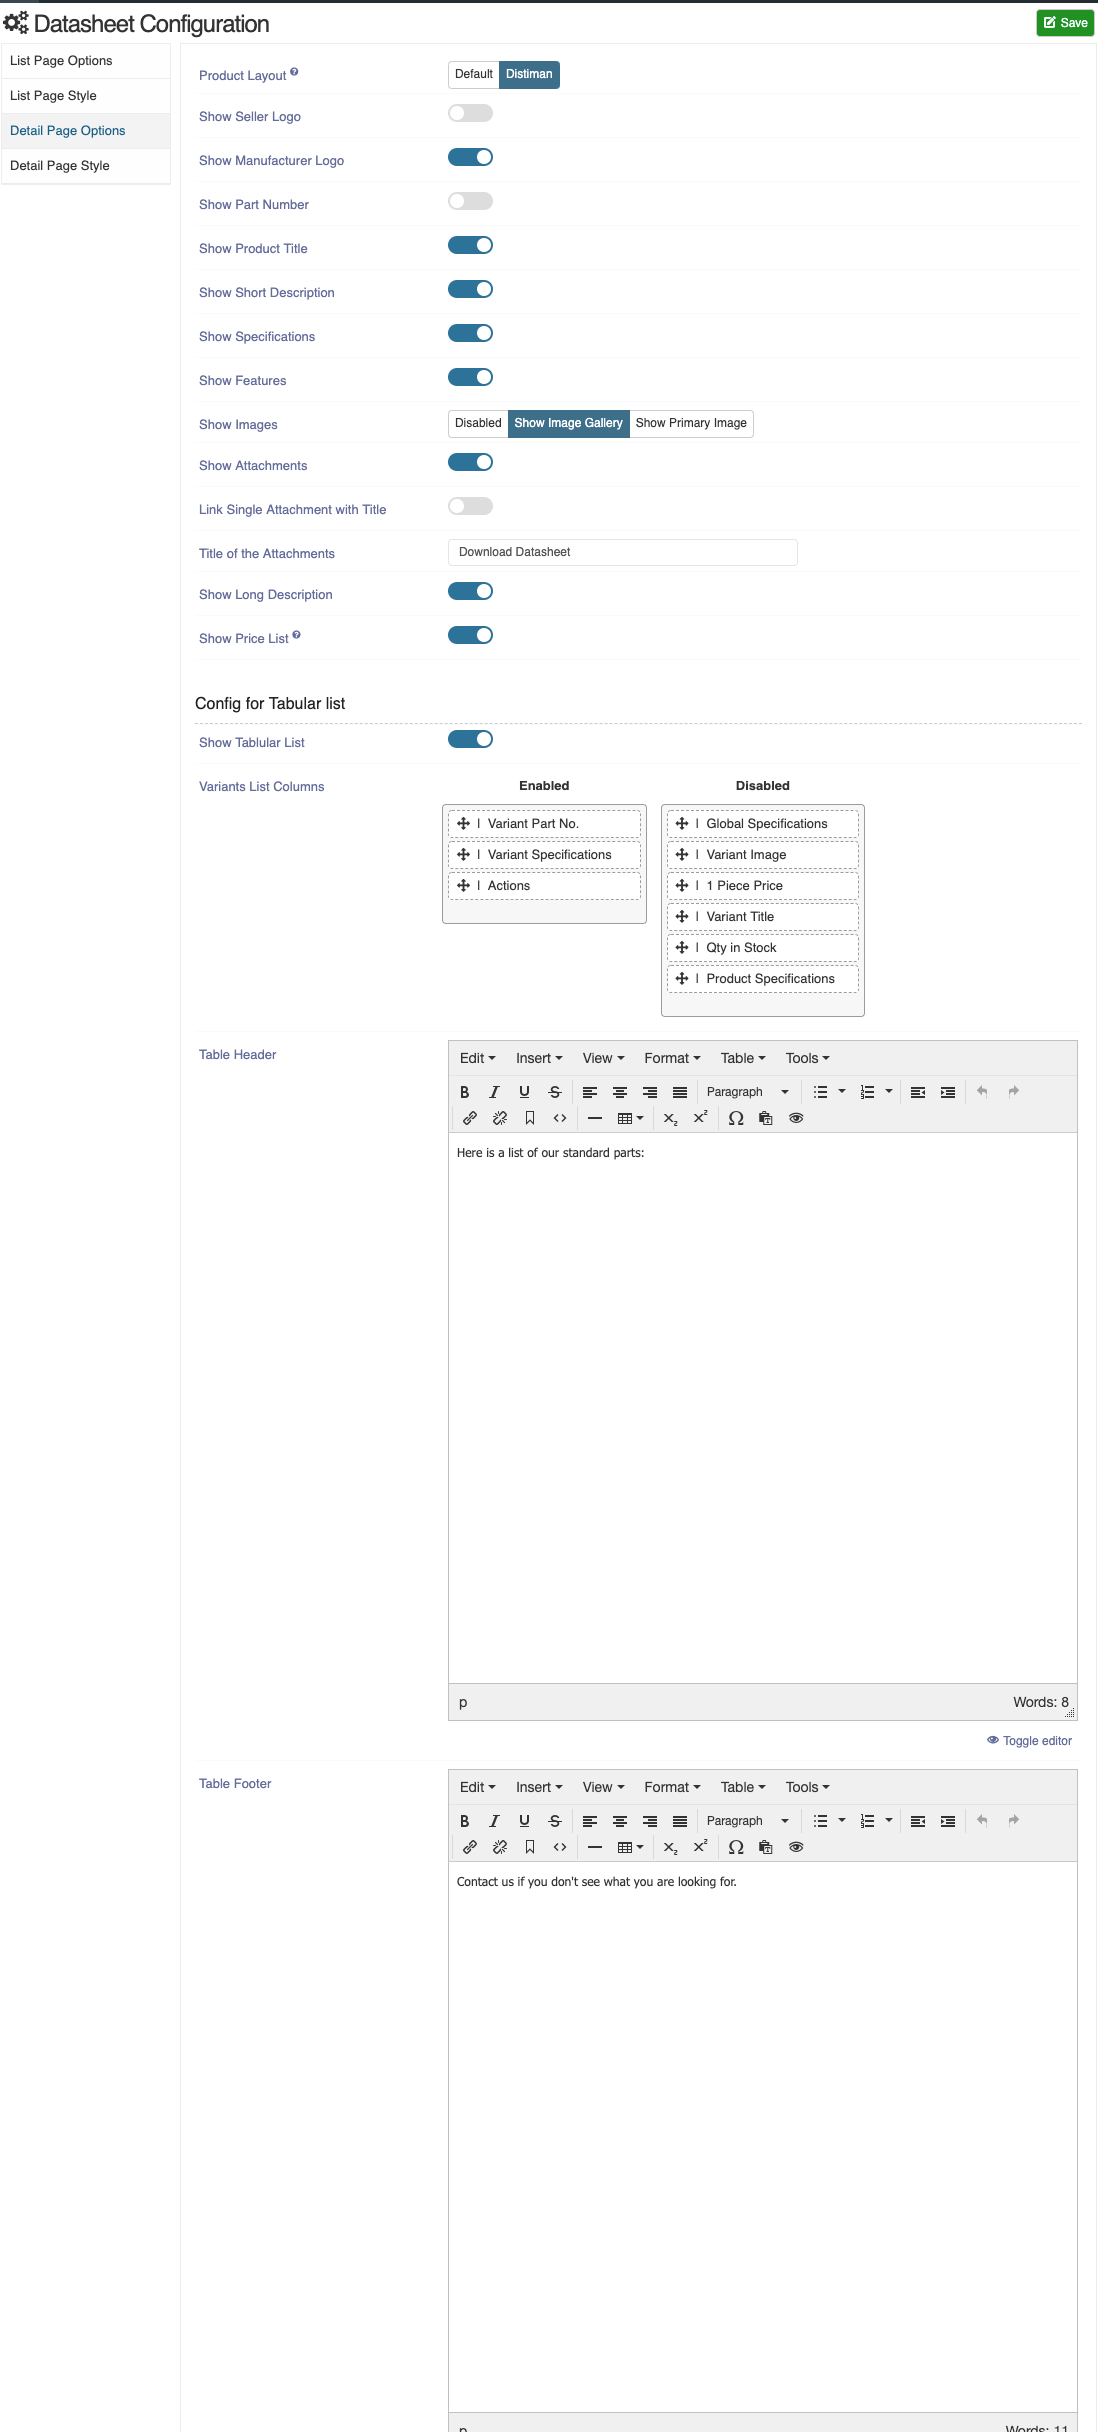 Datasheet Configuration
Save
List Page Options
List Page Style
Detail Page Options
Detail Page Style
Product Layout
Default Distiman
Show Seller Logo
Show Manufacturer Logo
Show Part Number
Show Product Title
Show Short Description
Show Specifications
Show Features
Show Images
Disabled Show Image Gallery Show Primary Image
Show Attachments
Link Single Attachment with Title
Title of the Attachments
Download Datasheet
Show Long Description
Show Price List
Config for Tabular list
Show Tablular List
Variants List Columns
Enabled
| Variant Part No.
| Variant Specifications
| Actions
Disabled
| Global Specifications
| Variant Image
| 1 Piece Price
| Variant Title
| Qty in Stock
| Product Specifications
Table Header
Edit Insert View Format Table Tools
B I U S Paragraph
Here is a list of our standard parts:
p Words: 8
Toggle editor
Table Footer
Edit Insert View Format Table Tools
B I U S Paragraph
Contact us if you don't see what you are looking for.
p Words: 11